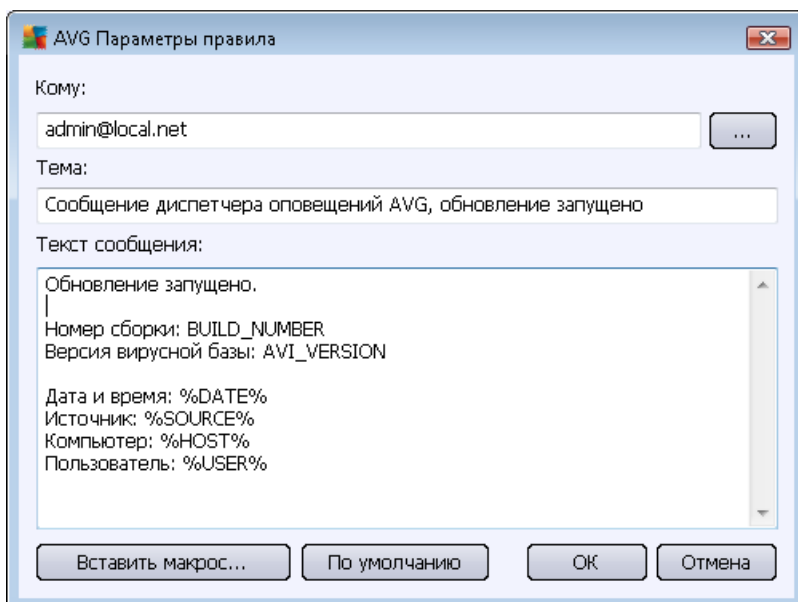 AVG Параметры правила
Кому:
admin@local.net
...
Тема:
Сообщение диспетчера оповещений AVG, обновление запущено
Текст сообщения:
Обновление запущено.
Номер сборки: BUILD_NUMBER
Версия вирусной базы: AVI_VERSION
Дата и время: %DATE%
Источник: %SOURCE%
Компьютер: %HOST%
Пользователь: %USER%
Вставить макрос... По умолчанию ОК Отмена